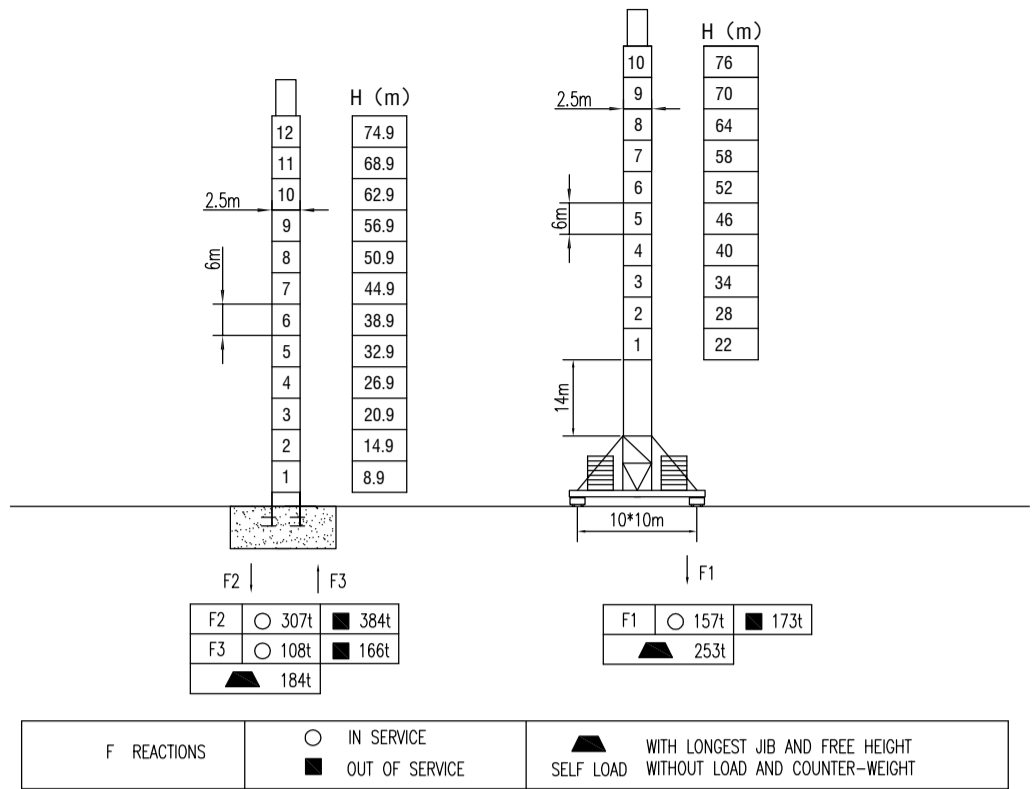 H (m)
12
11
10
9
8
7
6
5
4
3
2
1
74.9
68.9
62.9
56.9
50.9
44.9
38.9
32.9
26.9
20.9
14.9
8.9
2.5m
6m
F2
F3
F2 307t 384t
F3 108t 166t
184t
H (m)
10
9
8
7
6
5
4
3
2
1
76
70
64
58
52
46
40
34
28
22
2.5m
6m
14m
10*10m
F1
F1 157t 173t
253t
F REACTIONS
IN SERVICE
OUT OF SERVICE
SELF LOAD
WITH LONGEST JIB AND FREE HEIGHT
WITHOUT LOAD AND COUNTER-WEIGHT